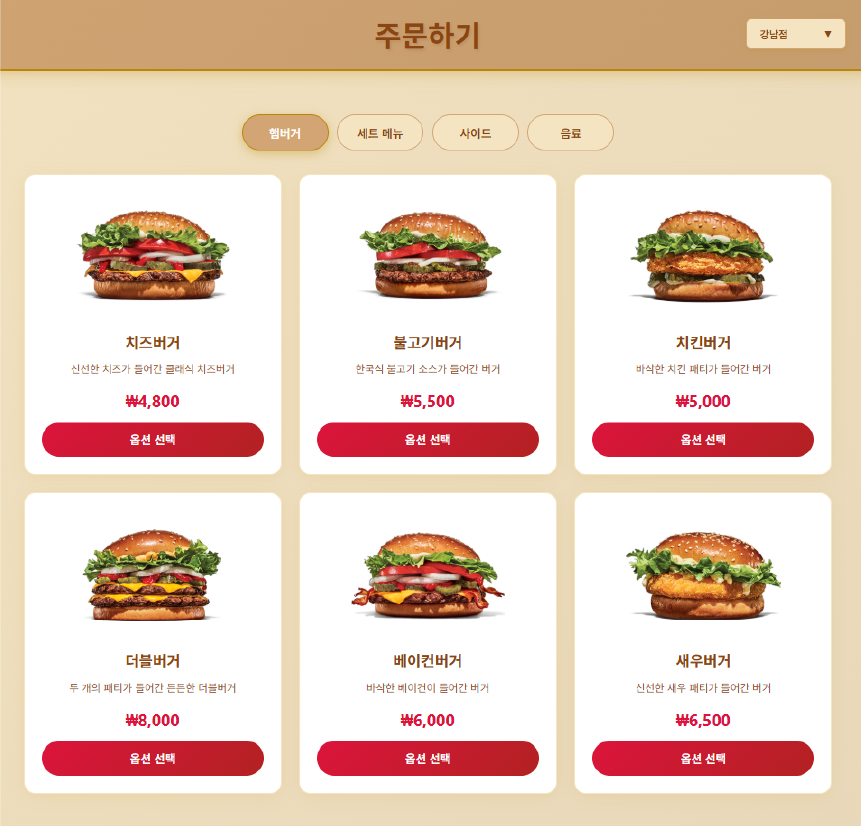 주문하기
강남점 ▼
햄버거 세트 메뉴 사이드 음료
치즈버거
신선한 치즈가 들어간 클래식 치즈버거
₩4,800
옵션 선택
불고기버거
한국식 불고기 소스가 들어간 버거
₩5,500
옵션 선택
치킨버거
바삭한 치킨 패티가 들어간 버거
₩5,000
옵션 선택
더블버거
두 개의 패티가 들어간 든든한 더블버거
₩8,000
옵션 선택
베이컨버거
바삭한 베이컨이 들어간 버거
₩6,000
옵션 선택
새우버거
신선한 새우 패티가 들어간 버거
₩6,500
옵션 선택